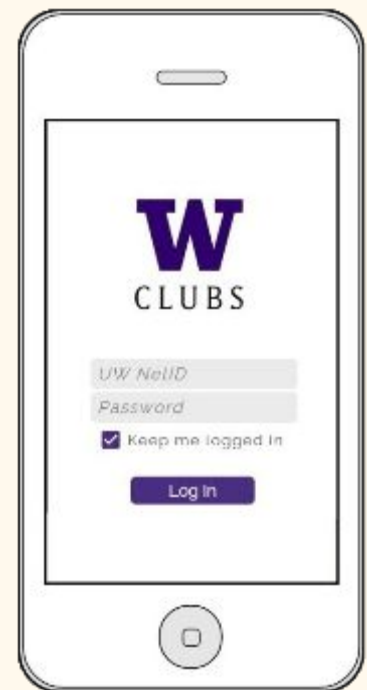 W
CLUBS
UW NetID
Password
Keep me logged in
Log In